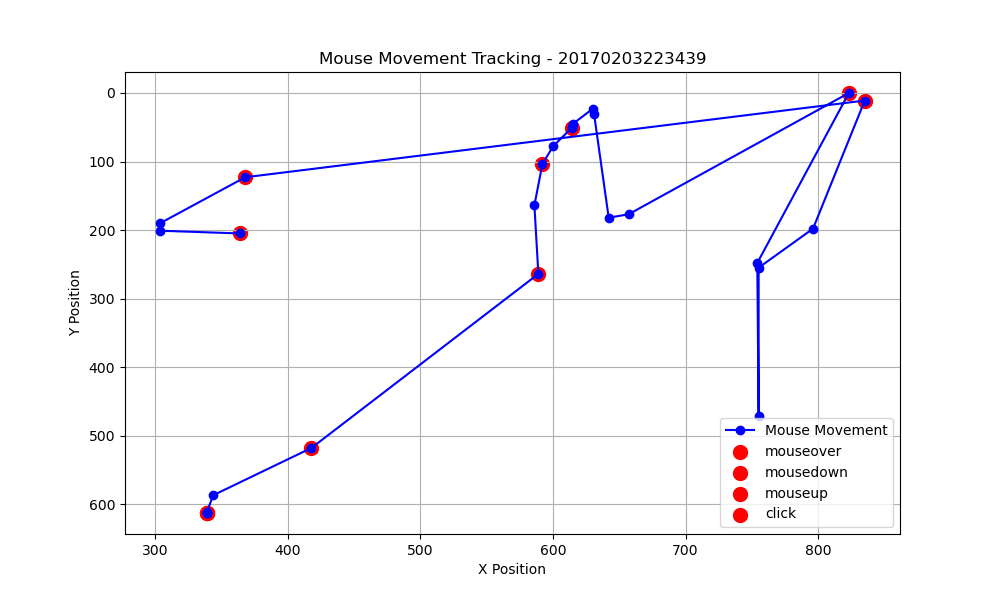 Mouse Movement Tracking - 20170203223439
Y Position
0
100
200
300
400
500
600
Mouse Movement
mouseover
mousedown
mouseup
click
300
400
500
600
700
800
X Position